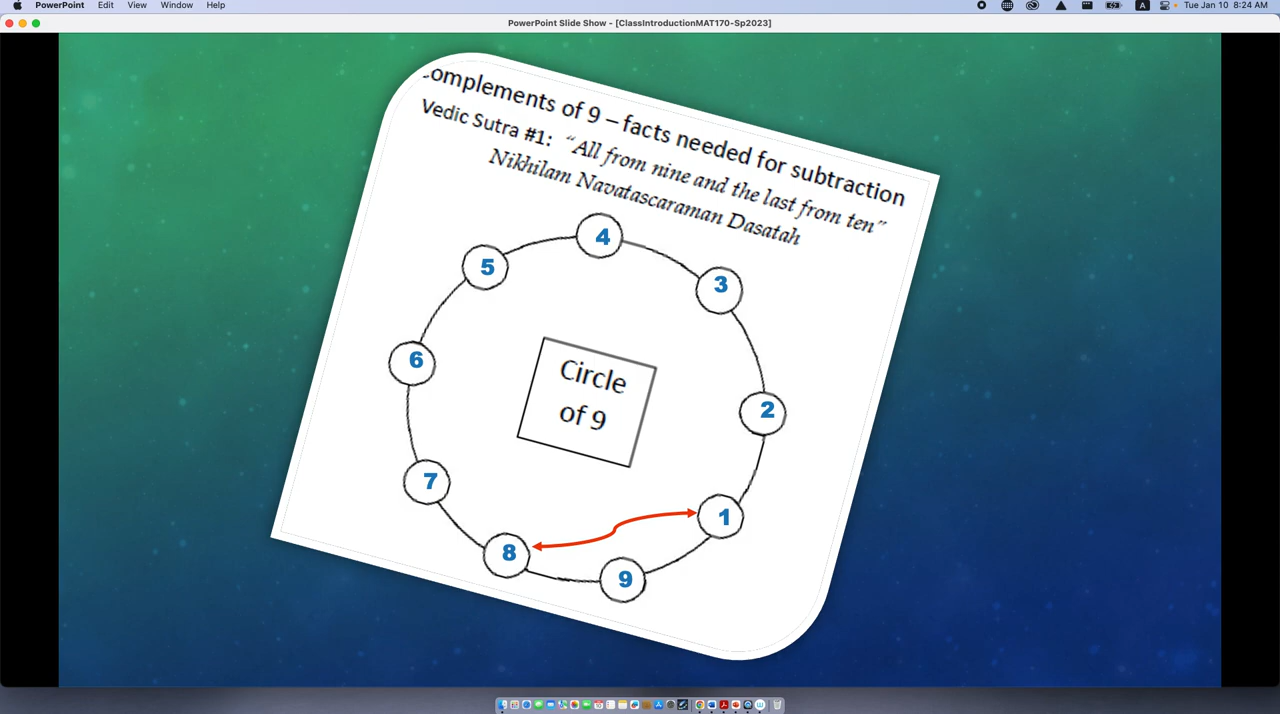 PowerPoint Edit View Window Help
A Tue Jan 10 8:24 AM
PowerPoint Slide Show - [ClassIntroductionMAT170-Sp2023]
omplements of 9 – facts needed for subtraction
Vedic Sutra #1: “All from nine and the last from ten”
Nikhilam Navatascaraman Dasatah
4
5
3
6
Circle
of 9
2
7
1
8
9